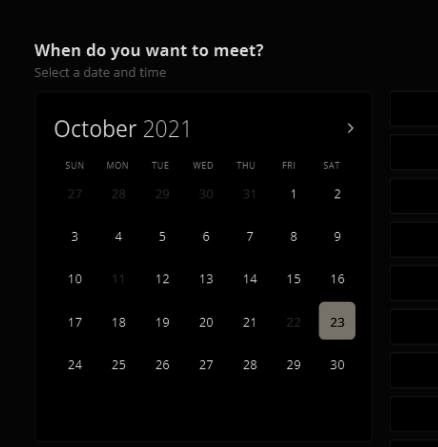 When do you want to meet?
Select a date and time
October 2021
SUN MON TUE WED THU FRI SAT
27 28 29 30 31 1 2
3 4 5 6 7 8 9
10 11 12 13 14 15 16
17 18 19 20 21 22 23
24 25 26 27 28 29 30